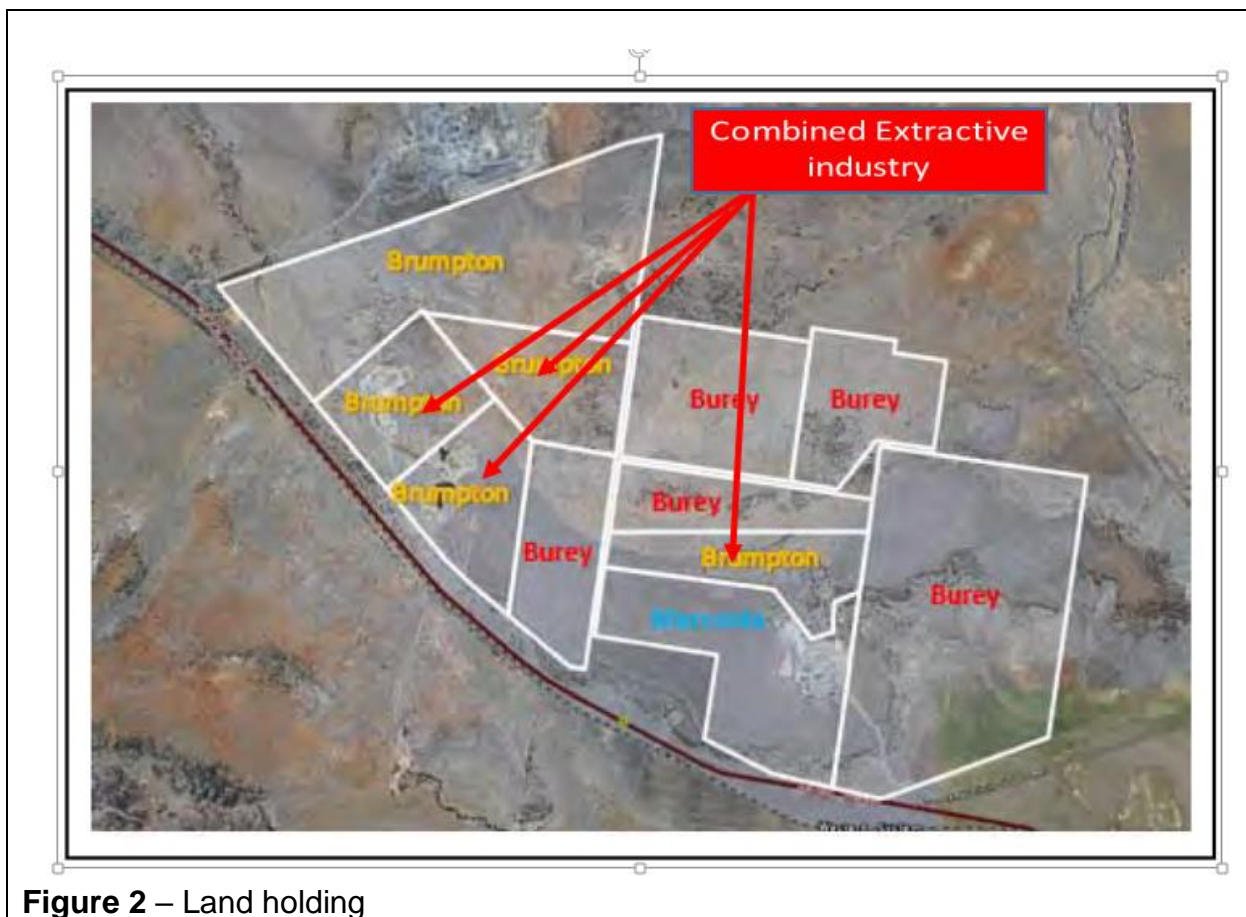 Combined Extractive
industry
Brumpton
Brumpton
Brumpton
Burey
Burey
Brumpton
Burey
Burey
Brumpton
Burey
Figure 2 – Land holding